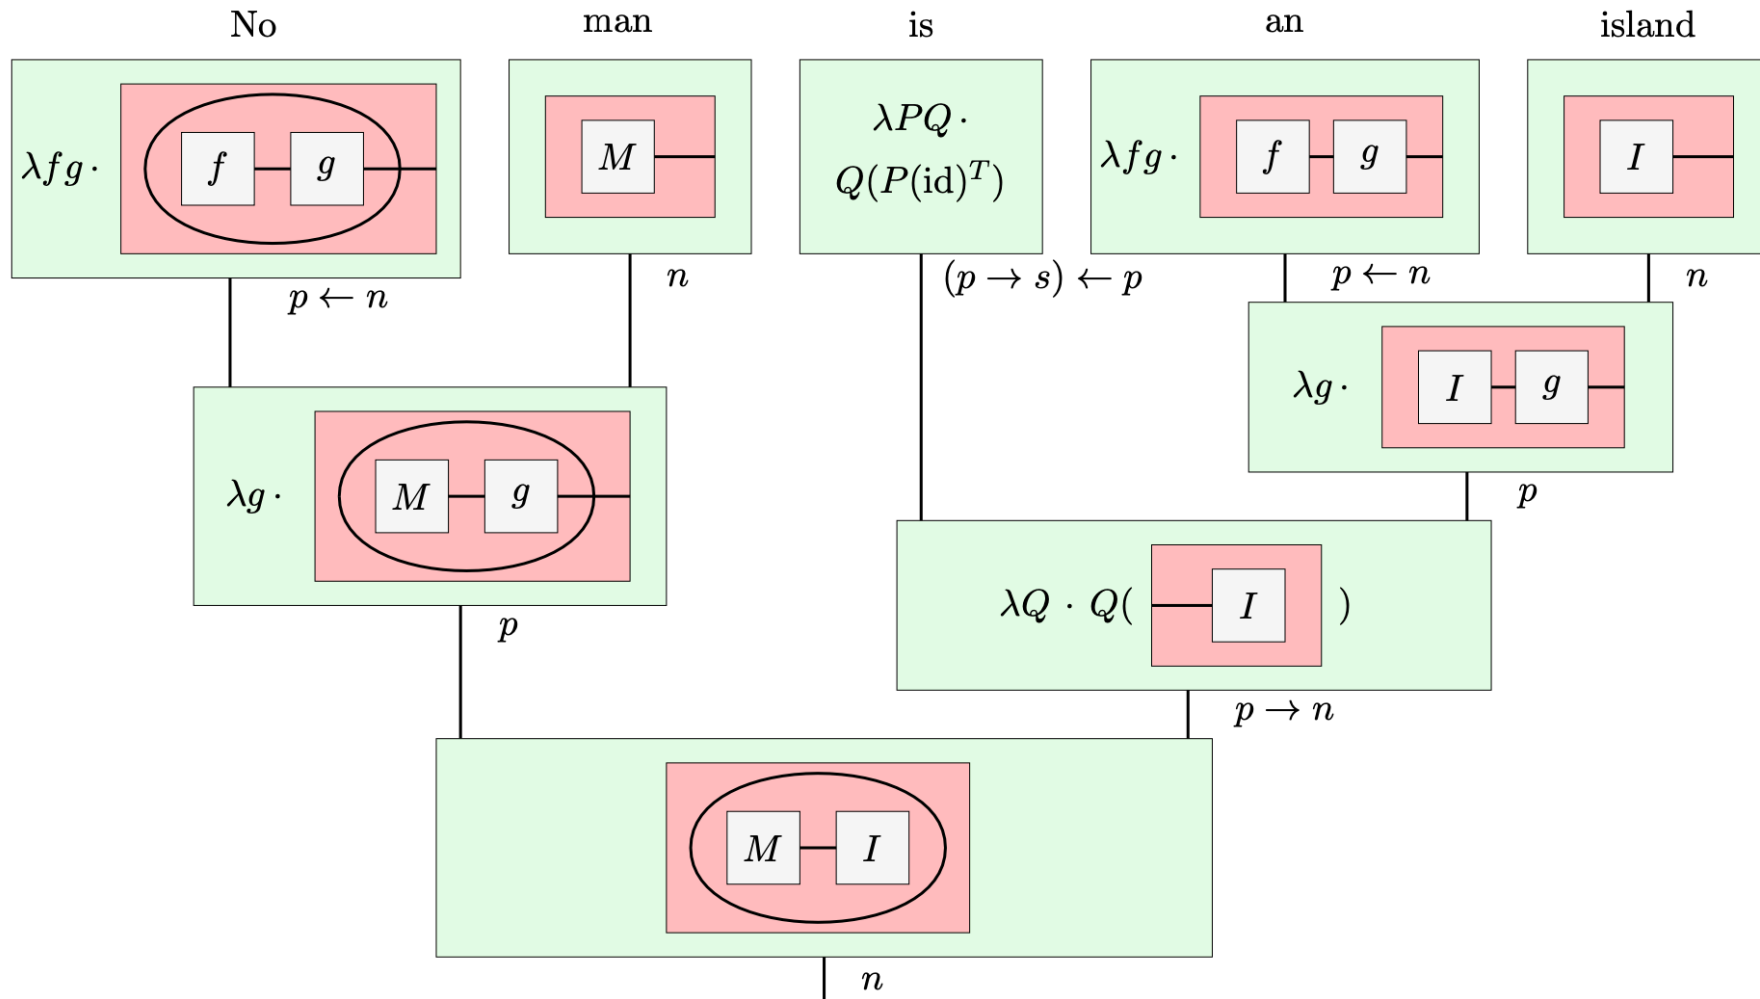 No man is an island
λfg · f g
M
λPQ ·
Q(P(id)^T)
λfg · f g
I
p ← n
n
(p → s) ← p
p ← n
n
λg · I g
p
λg · M g
p
λQ · Q( I )
p → n
M I
n